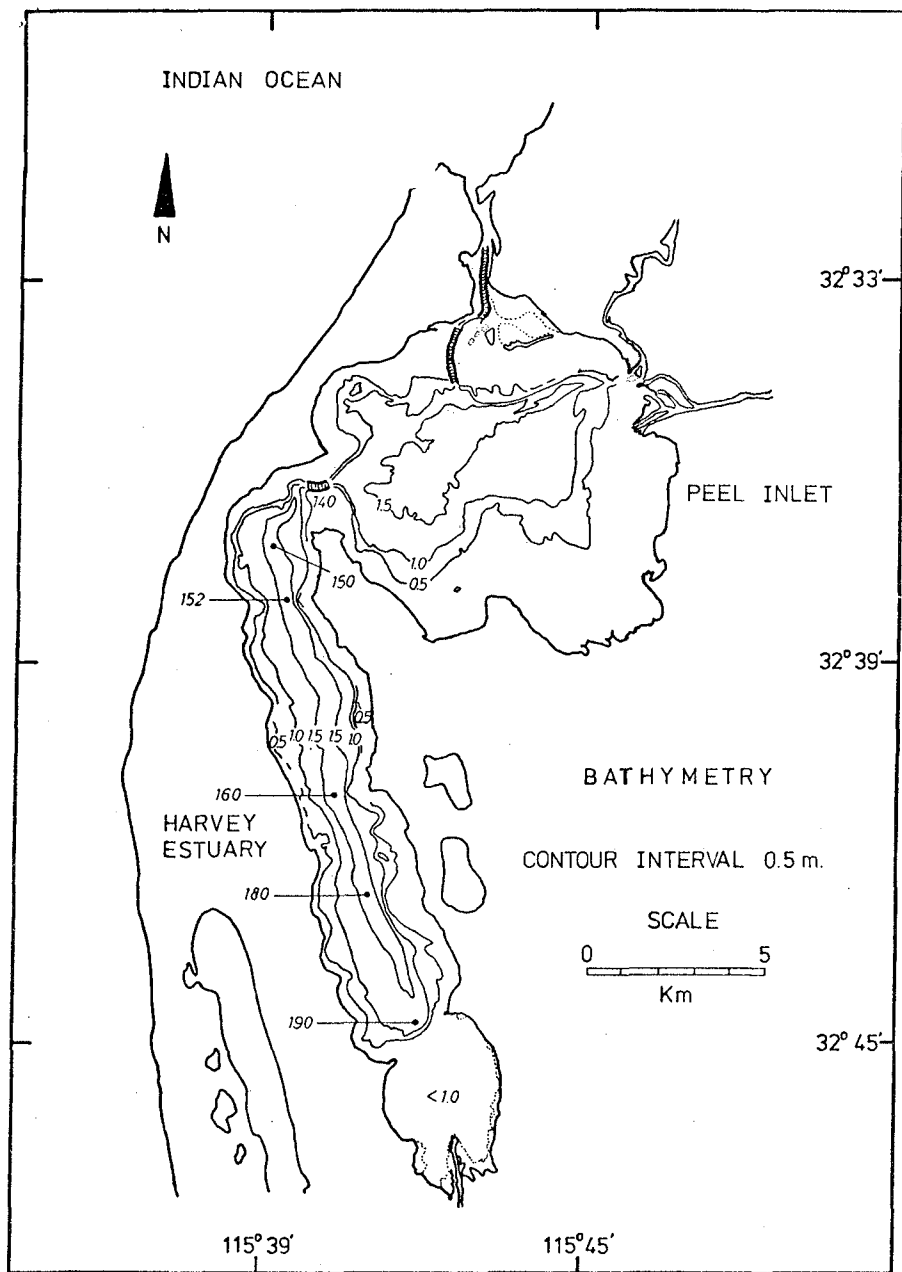 INDIAN OCEAN
N
32° 33'
PEEL INLET
1.5
140
1.0
0.5
150
152
32° 39'
0.5
0.5 1.0 1.5 1.5 1.0
BATHYMETRY
160
HARVEY
ESTUARY
CONTOUR INTERVAL 0.5 m.
180
SCALE
0 5
Km
190
32° 45'
< 1.0
115° 39' 115° 45'